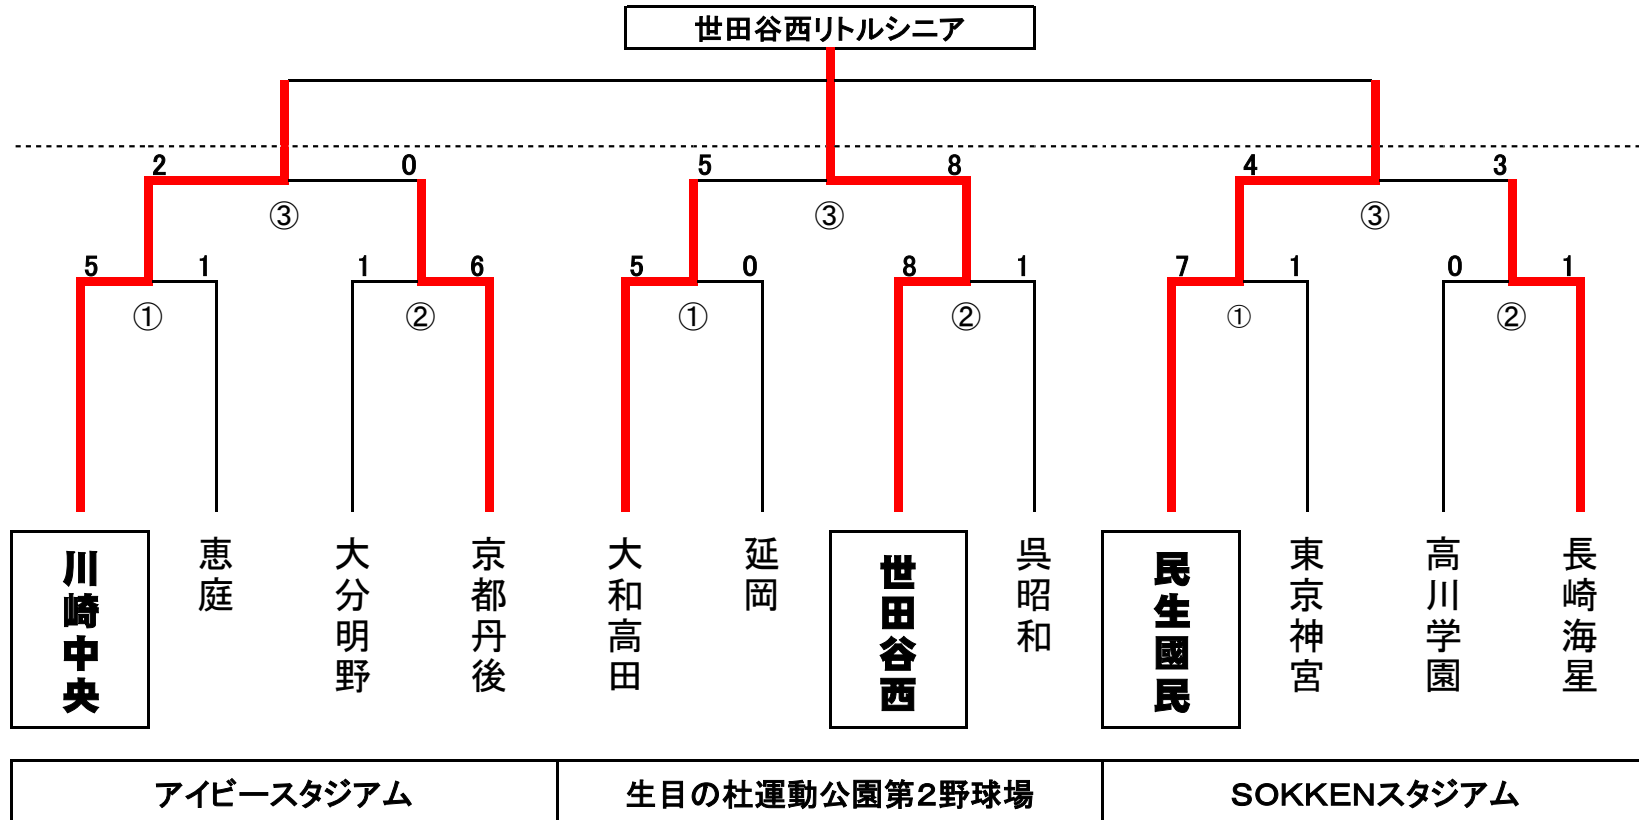 世田谷西リトルシニア
2 0 5 8 4 3
③ ③ ③
5 1 1 6 5 0 8 1 7 1 0 1
① ② ① ② ① ②
川崎中央
恵庭
大分明野
京都丹後
大和高田
延岡
世田谷西
呉昭和
民生國民
東京神宮
高川学園
長崎海星
アイビースタジアム
生目の杜運動公園第2野球場
SOKKENスタジアム